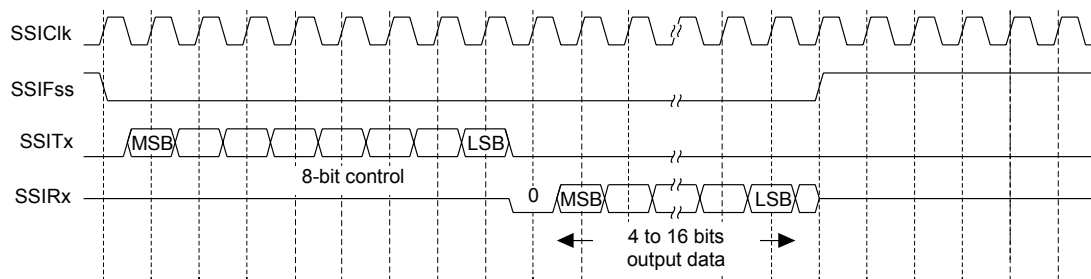 SSIClk
SSIFss
SSITx
MSB
LSB
8-bit control
SSIRx
0
MSB
LSB
4 to 16 bits
output data